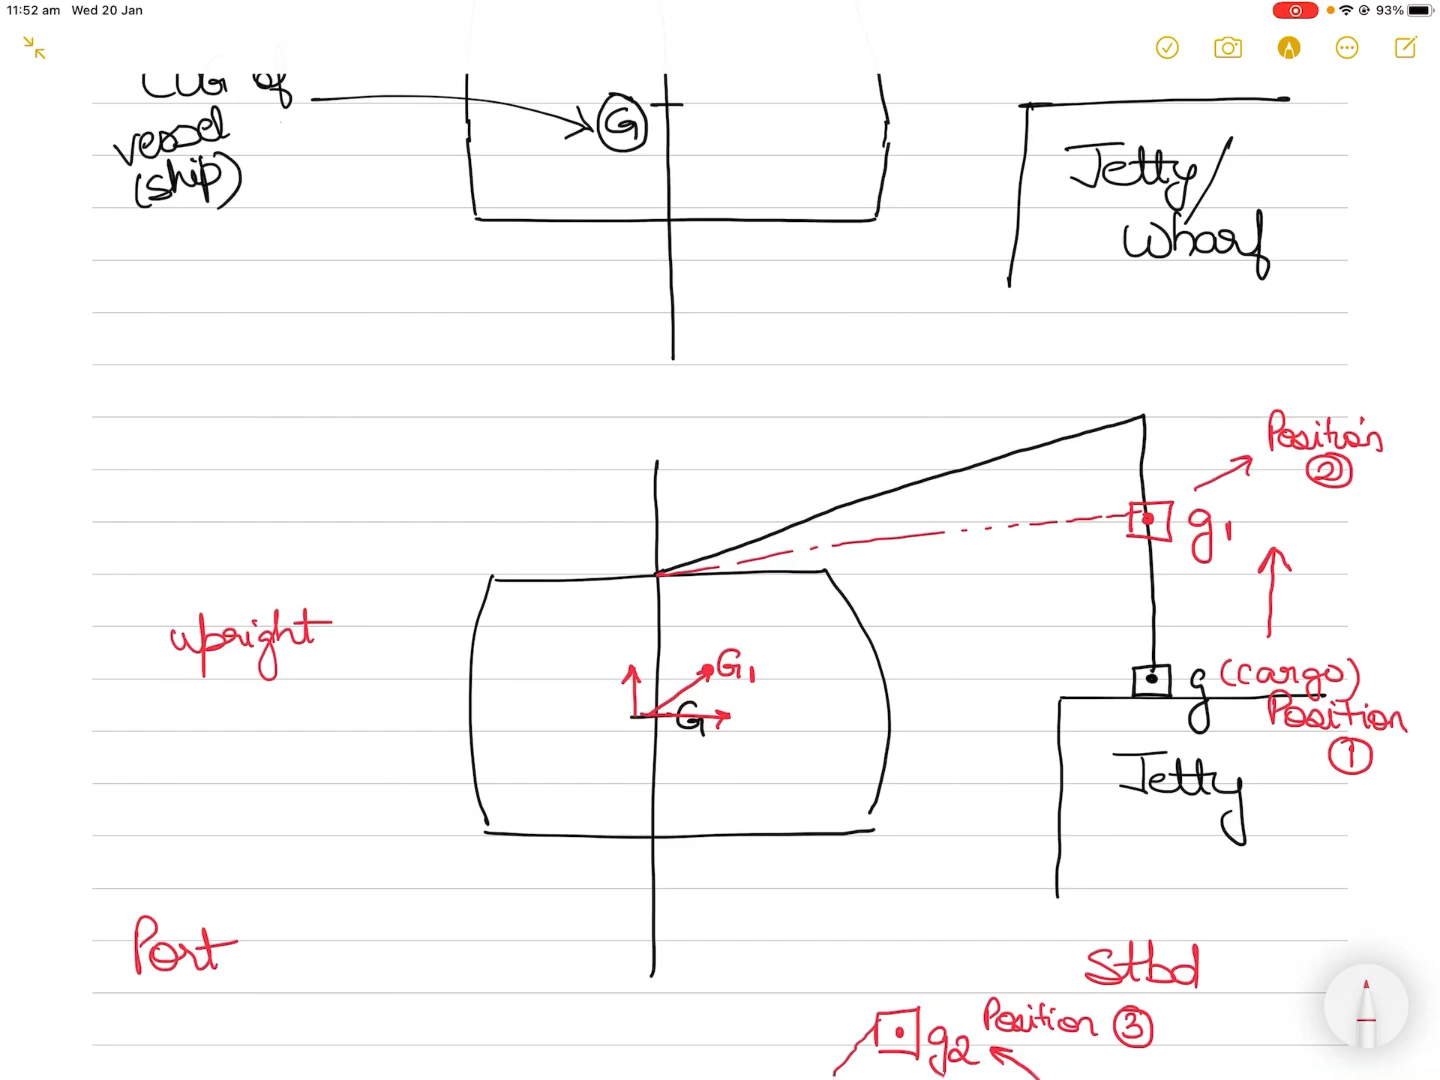 11:52 am Wed 20 Jan
93%
COG of
vessel
(ship)
G
Jetty/
Wharf
Position
2
g1
upright
G1
G
g (cargo)
Position
1
Jetty
Port
Stbd
Position 3
g2